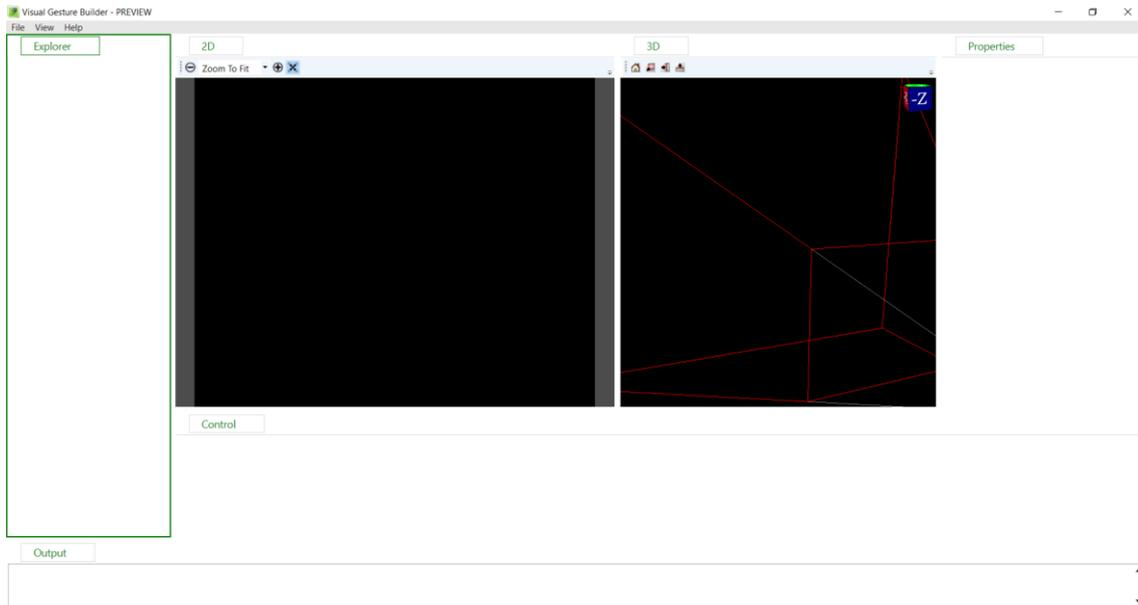 Visual Gesture Builder - PREVIEW
File View Help
Explorer
2D
3D
Properties
Zoom To Fit
-Z
Control
Output